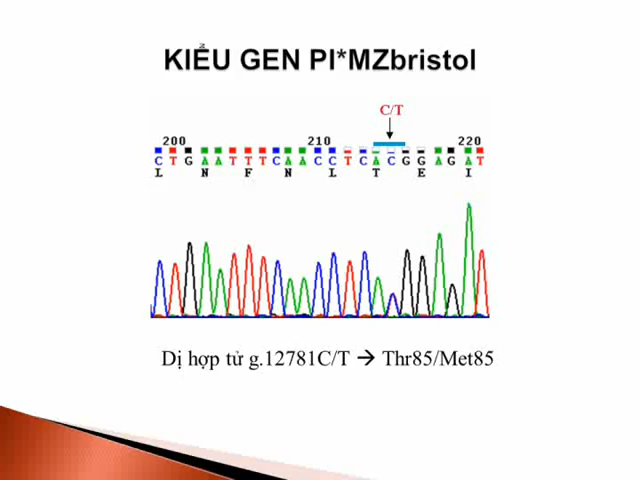 KIỂU GEN PI*MZbristol
C/T
200 210 220
C T G A A T T T C A A C C T C A C G G A G A T
L N F N L T E I
Dị hợp tử g.12781C/T → Thr85/Met85